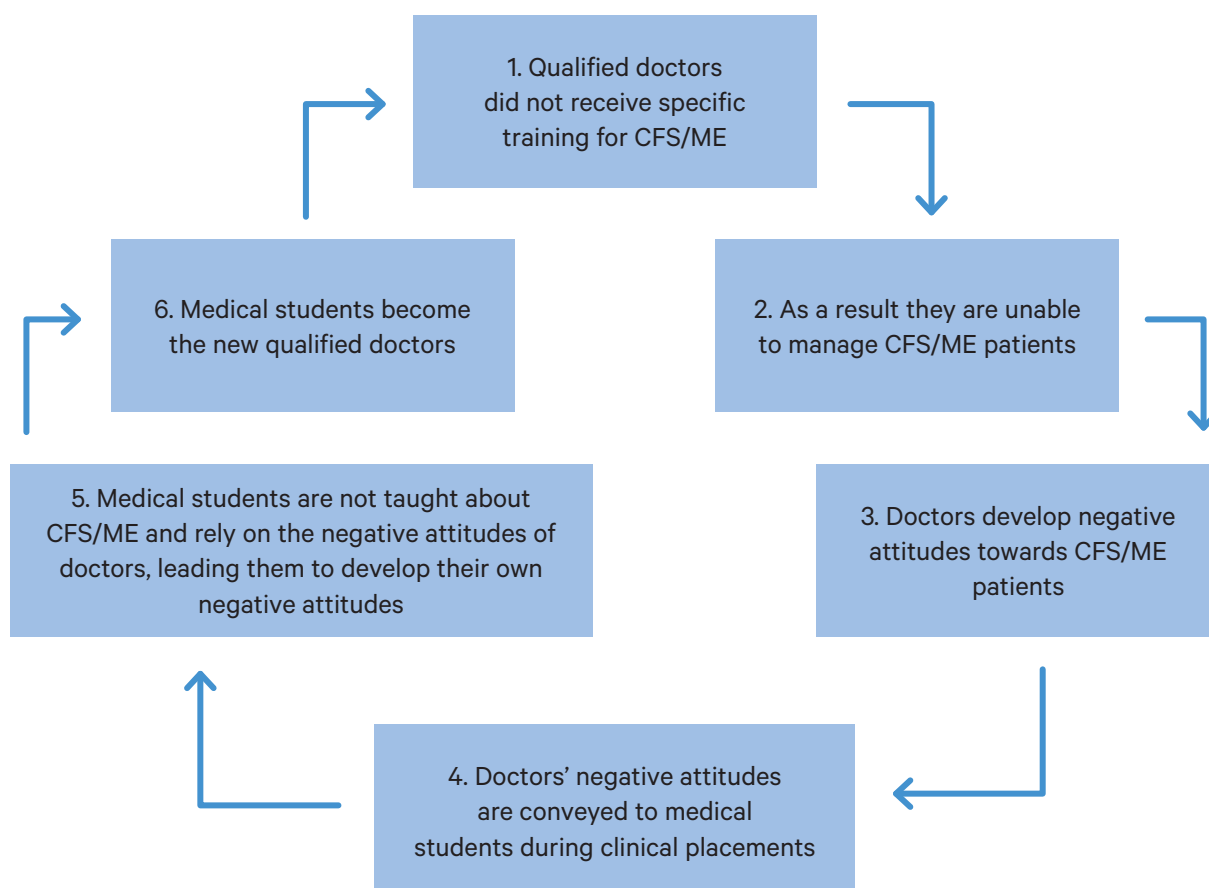 1. Qualified doctors
did not receive specific
training for CFS/ME
2. As a result they are unable
to manage CFS/ME patients
3. Doctors develop negative
attitudes towards CFS/ME
patients
4. Doctors’ negative attitudes
are conveyed to medical
students during clinical placements
5. Medical students are not taught about
CFS/ME and rely on the negative attitudes of
doctors, leading them to develop their own
negative attitudes
6. Medical students become
the new qualified doctors